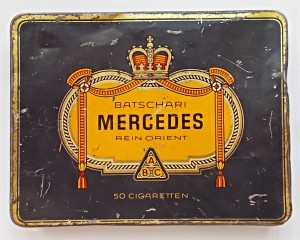 BATSCHARI
MERCEDES
REIN ORIENT
A
B C
50 CIGARETTEN